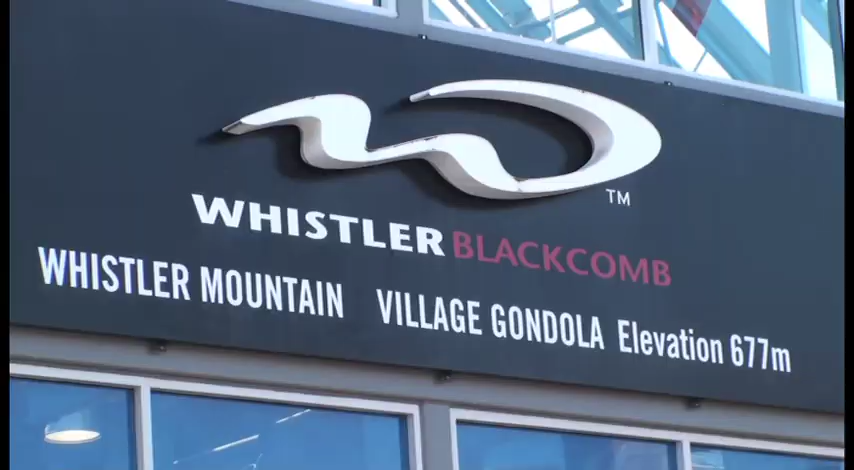 TM
WHISTLER BLACKCOMB
WHISTLER MOUNTAIN VILLAGE GONDOLA Elevation 677m